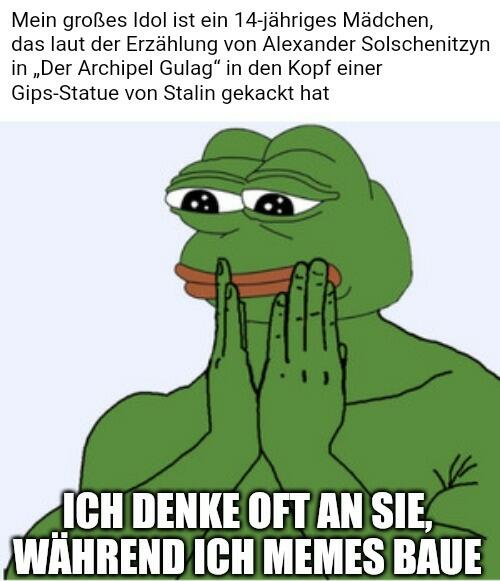 Mein großes Idol ist ein 14-jähriges Mädchen,
das laut der Erzählung von Alexander Solschenitzyn
in „Der Archipel Gulag“ in den Kopf einer
Gips-Statue von Stalin gekackt hat
ICH DENKE OFT AN SIE,
WÄHREND ICH MEMES BAUE